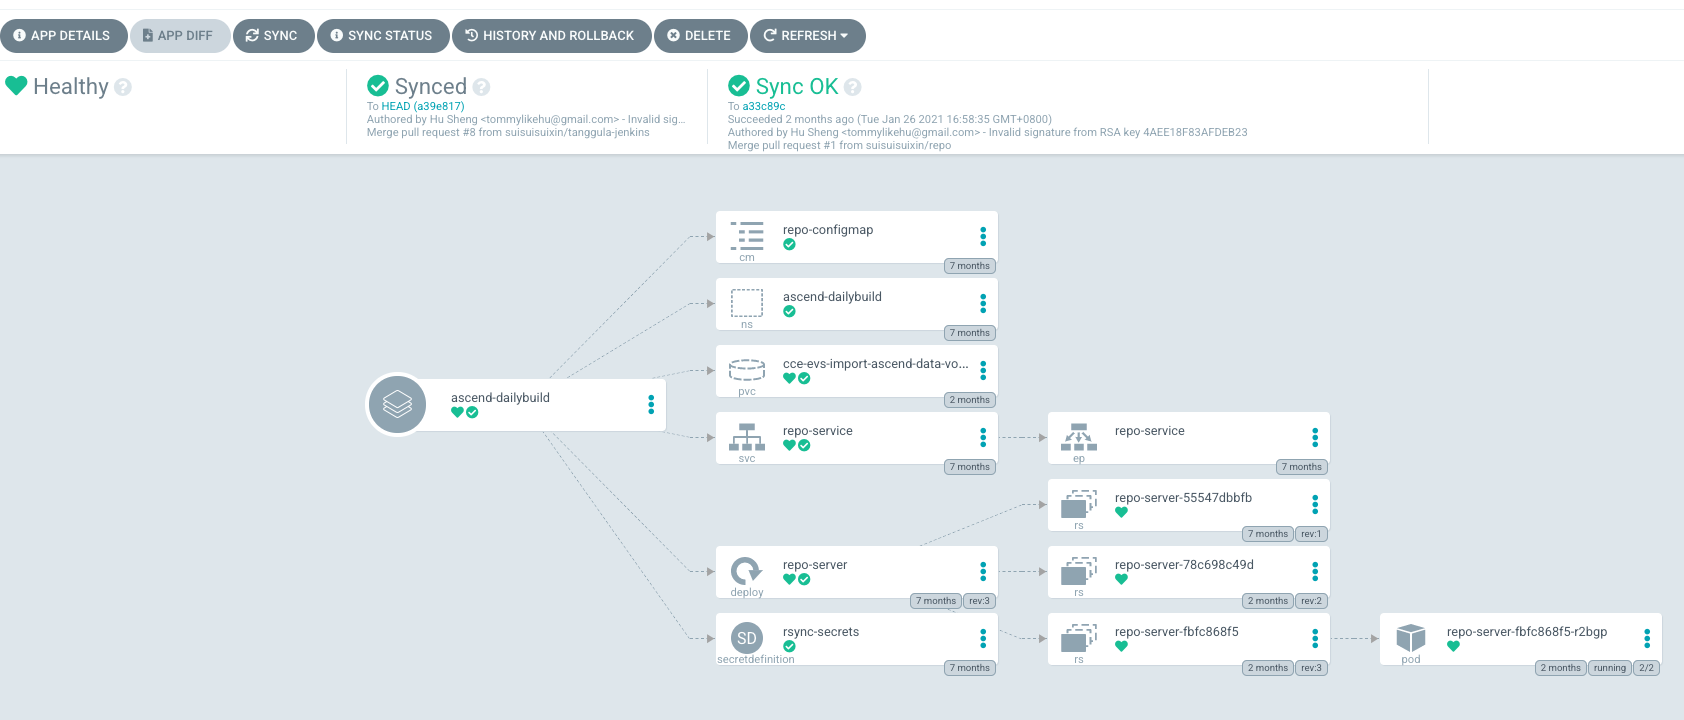 APP DETAILS
APP DIFF
SYNC
SYNC STATUS
HISTORY AND ROLLBACK
DELETE
REFRESH
Healthy
Synced
To HEAD (a39e817)
Authored by Hu Sheng <tommylikehu@gmail.com> - Invalid sig...
Merge pull request #8 from suisuisuixin/tanggula-jenkins
Sync OK
To a33c89c
Succeeded 2 months ago (Tue Jan 26 2021 16:58:35 GMT+0800)
Authored by Hu Sheng <tommylikehu@gmail.com> - Invalid signature from RSA key 4AEE18F83AFDEB23
Merge pull request #1 from suisuisuixin/repo
ascend-dailybuild
repo-configmap
cm
7 months
ascend-dailybuild
ns
7 months
cce-evs-import-ascend-data-vo...
pvc
2 months
repo-service
svc
7 months
repo-service
ep
7 months
repo-server-55547dbbfb
rs
7 months
rev:1
repo-server
deploy
7 months
rev:3
repo-server-78c698c49d
rs
2 months
rev:2
SD
rsync-secrets
secretdefinition
7 months
repo-server-fbfc868f5
rs
2 months
rev:3
repo-server-fbfc868f5-r2bgp
pod
2 months
running
2/2